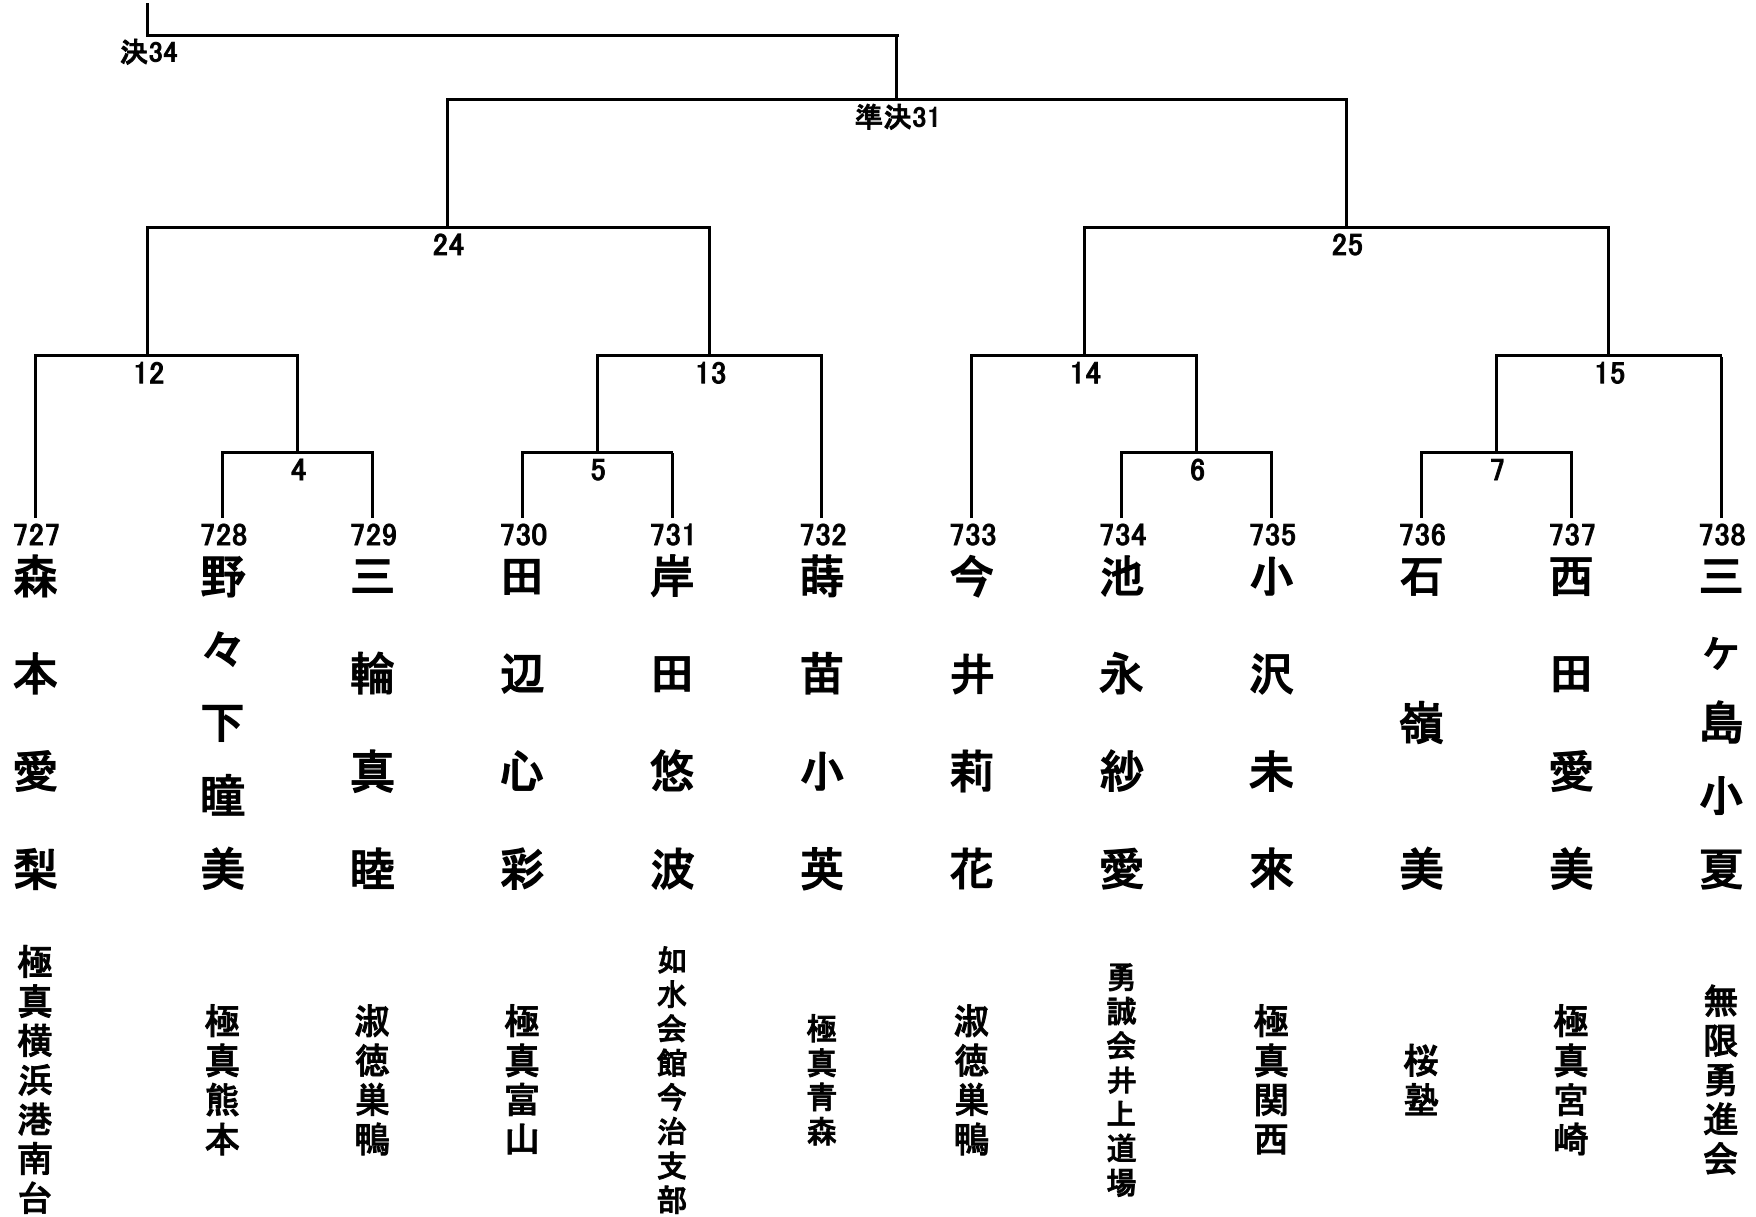 決34
準決31
24
25
12
13
14
15
4
5
6
7
727
728
729
730
731
732
733
734
735
736
737
738
森本愛梨
野々下瞳美
三輪真睦
田辺心彩
岸田悠波
蒔苗小英
今井莉花
池永紗愛
小沢未來
石嶺美
西田愛美
三ヶ島小夏
極真横浜港南台
極真熊本
淑徳巣鴨
極真富山
如水会館今治支部
極真青森
淑徳巣鴨
勇誠会井上道場
極真関西
桜塾
極真宮崎
無限勇進会